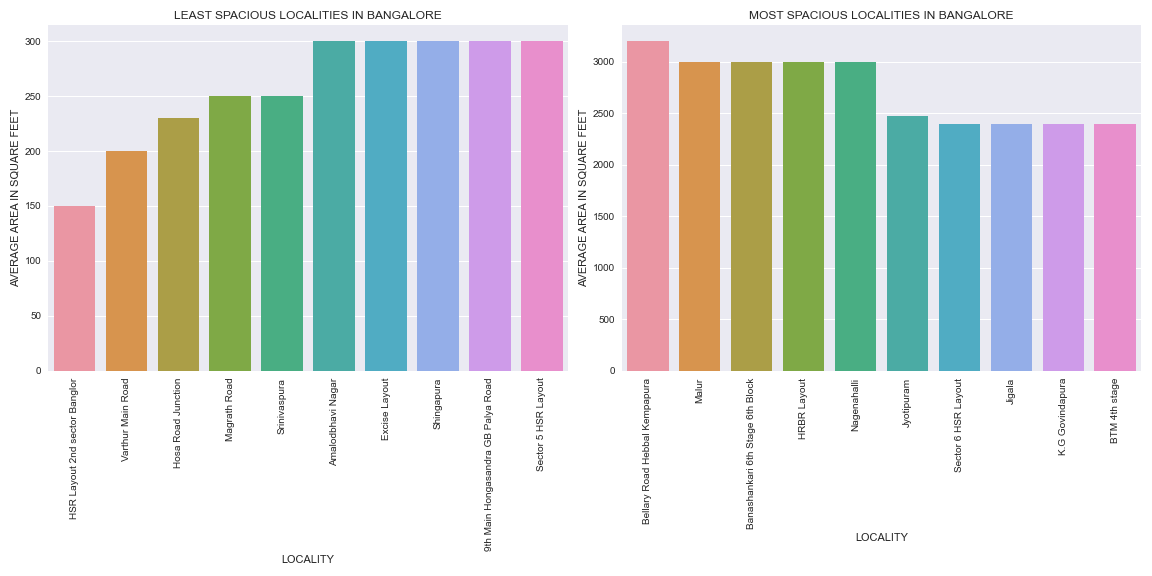 LEAST SPACIOUS LOCALITIES IN BANGALORE
AVERAGE AREA IN SQUARE FEET
300
250
200
150
100
50
0
HSR Layout 2nd sector Banglor
Varthur Main Road
Hosa Road Junction
Magrath Road
Srinivaspura
Amalodbhavi Nagar
Excise Layout
Shingapura
9th Main Hongasandra GB Palya Road
Sector 5 HSR Layout
LOCALITY
MOST SPACIOUS LOCALITIES IN BANGALORE
AVERAGE AREA IN SQUARE FEET
3000
2500
2000
1500
1000
500
0
Bellary Road Hebbal Kempapura
Malur
Banashankari 6th Stage 6th Block
HRBR Layout
Nagenahalli
Jyotipuram
Sector 6 HSR Layout
Jigala
K.G Govindapura
BTM 4th stage
LOCALITY